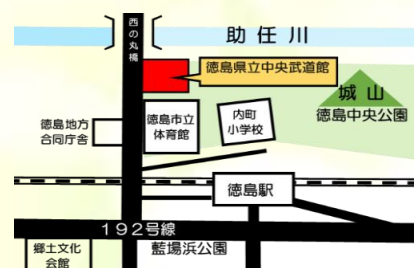 西の丸橋
助任川
徳島県立中央武道館
城山
徳島中央公園
徳島地方
合同庁舎
徳島市立
体育館
内町
小学校
徳島駅
192号線
郷土文化
会館
藍場浜公園